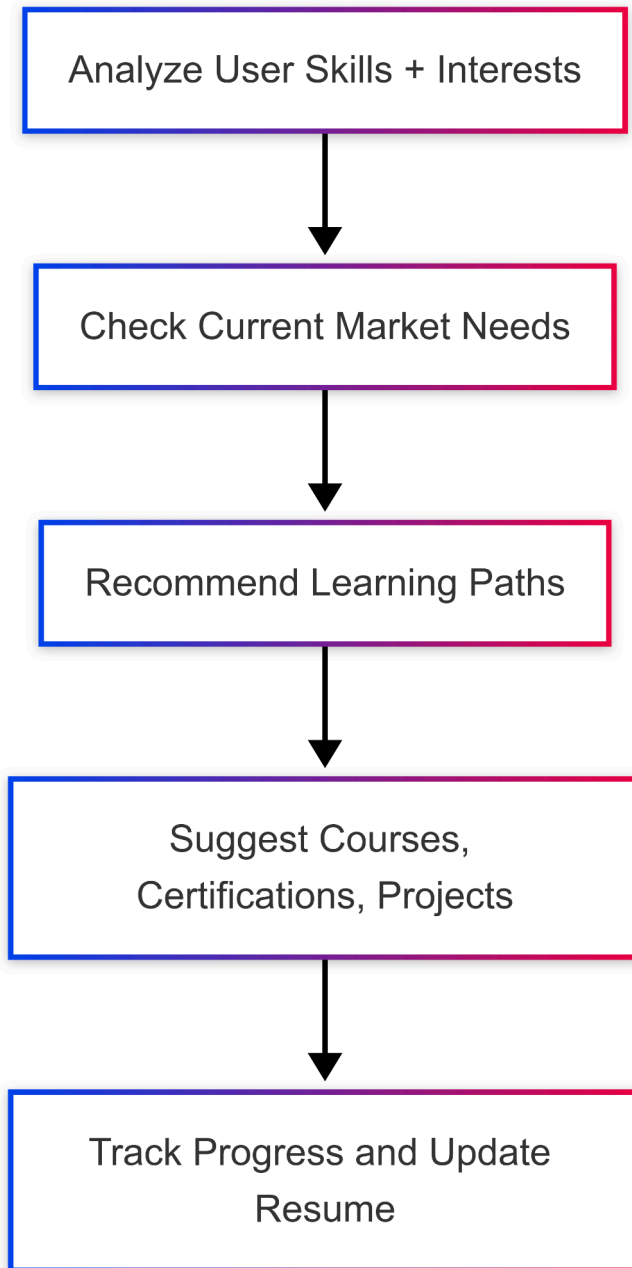 Analyze User Skills + Interests
Check Current Market Needs
Recommend Learning Paths
Suggest Courses,
Certifications, Projects
Track Progress and Update
Resume